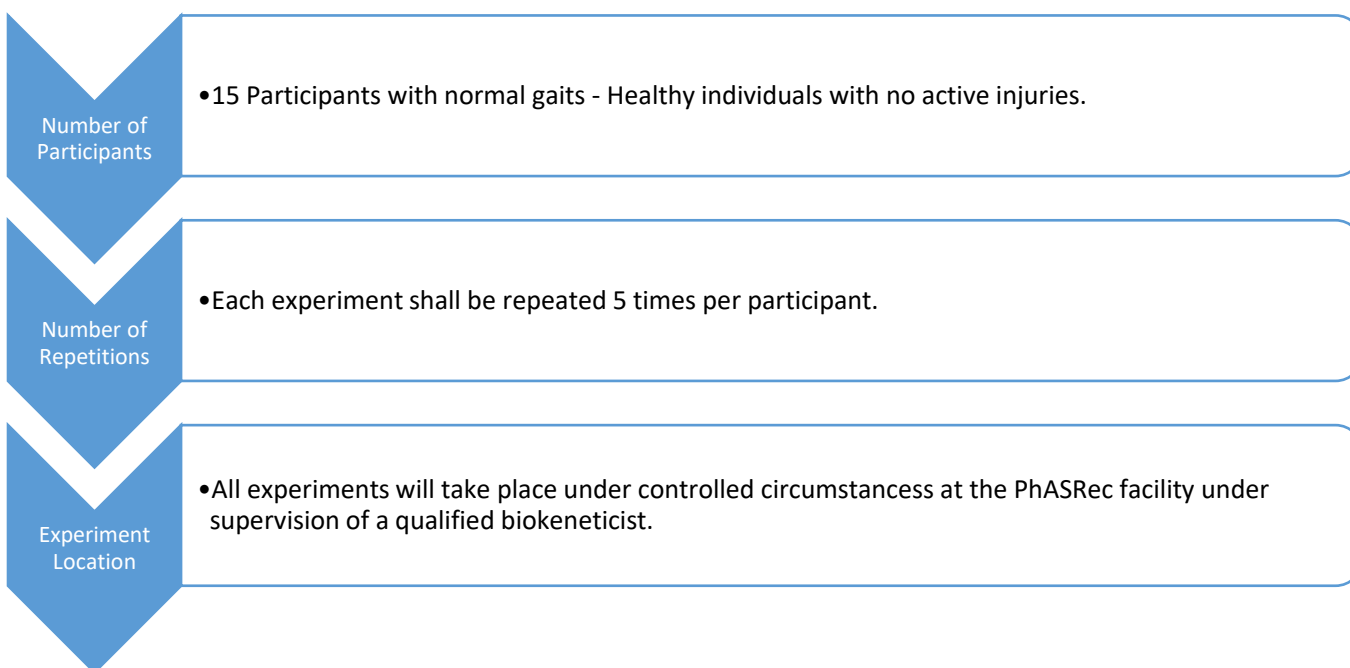 Number of
Participants
•15 Participants with normal gaits - Healthy individuals with no active injuries.
Number of
Repetitions
•Each experiment shall be repeated 5 times per participant.
Experiment
Location
•All experiments will take place under controlled circumstancess at the PhASRec facility under
supervision of a qualified biokeneticist.